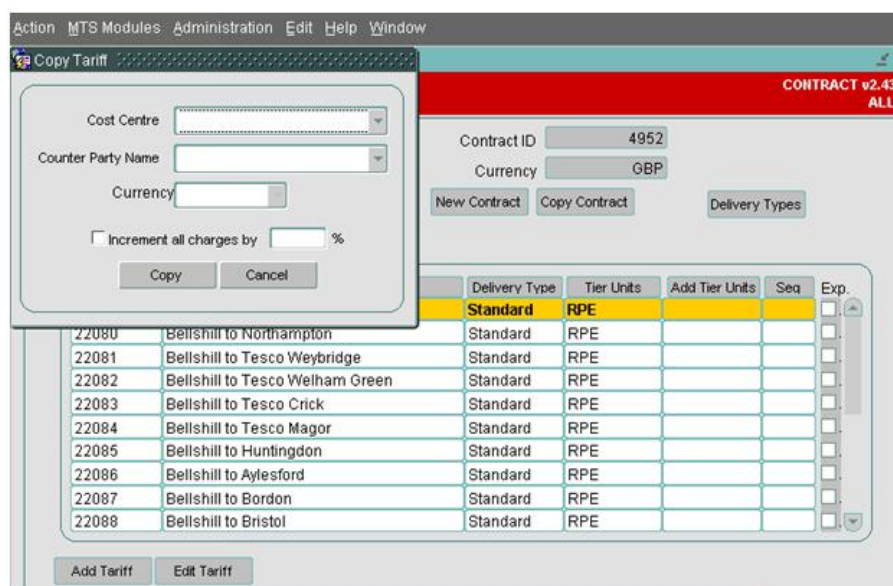 Action MTS Modules Administration Edit Help Window
Copy Tariff
CONTRACT v2.43
ALL
Cost Centre
Counter Party Name
Currency
Increment all charges by %
Copy Cancel
Contract ID 4952
Currency GBP
New Contract Copy Contract Delivery Types
Delivery Type Tier Units Add Tier Units Seq Exp.
Standard RPE
22080 Bellshill to Northampton Standard RPE
22081 Bellshill to Tesco Weybridge Standard RPE
22082 Bellshill to Tesco Welham Green Standard RPE
22083 Bellshill to Tesco Crick Standard RPE
22084 Bellshill to Tesco Magor Standard RPE
22085 Bellshill to Huntingdon Standard RPE
22086 Bellshill to Aylesford Standard RPE
22087 Bellshill to Bordon Standard RPE
22088 Bellshill to Bristol Standard RPE
Add Tariff Edit Tariff